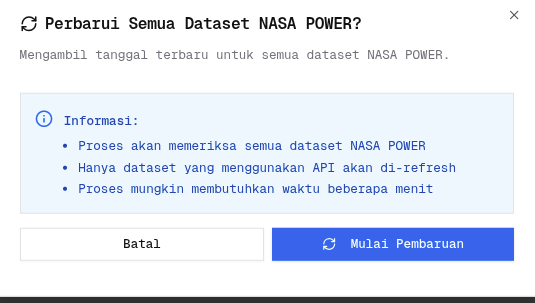 Perbarui Semua Dataset NASA POWER?
Mengambil tanggal terbaru untuk semua dataset NASA POWER.
Informasi:
• Proses akan memeriksa semua dataset NASA POWER
• Hanya dataset yang menggunakan API akan di-refresh
• Proses mungkin membutuhkan waktu beberapa menit
Batal
Mulai Pembaruan